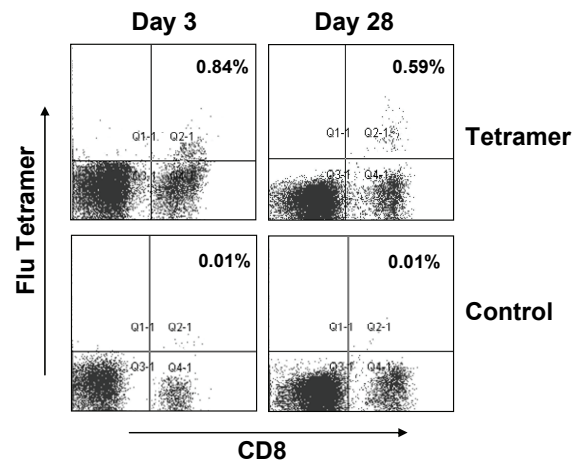 Day 3 Day 28
0.84% 0.59%
Q1-1 Q2-1 Q1-1 Q2-1
Q3-1 Q3-1 Q4-1
Tetramer
Flu Tetramer
0.01% 0.01%
Q1-1 Q2-1 Q1-1 Q2-1
Q3-1 Q4-1 Q3-1 Q4-1
Control
CD8